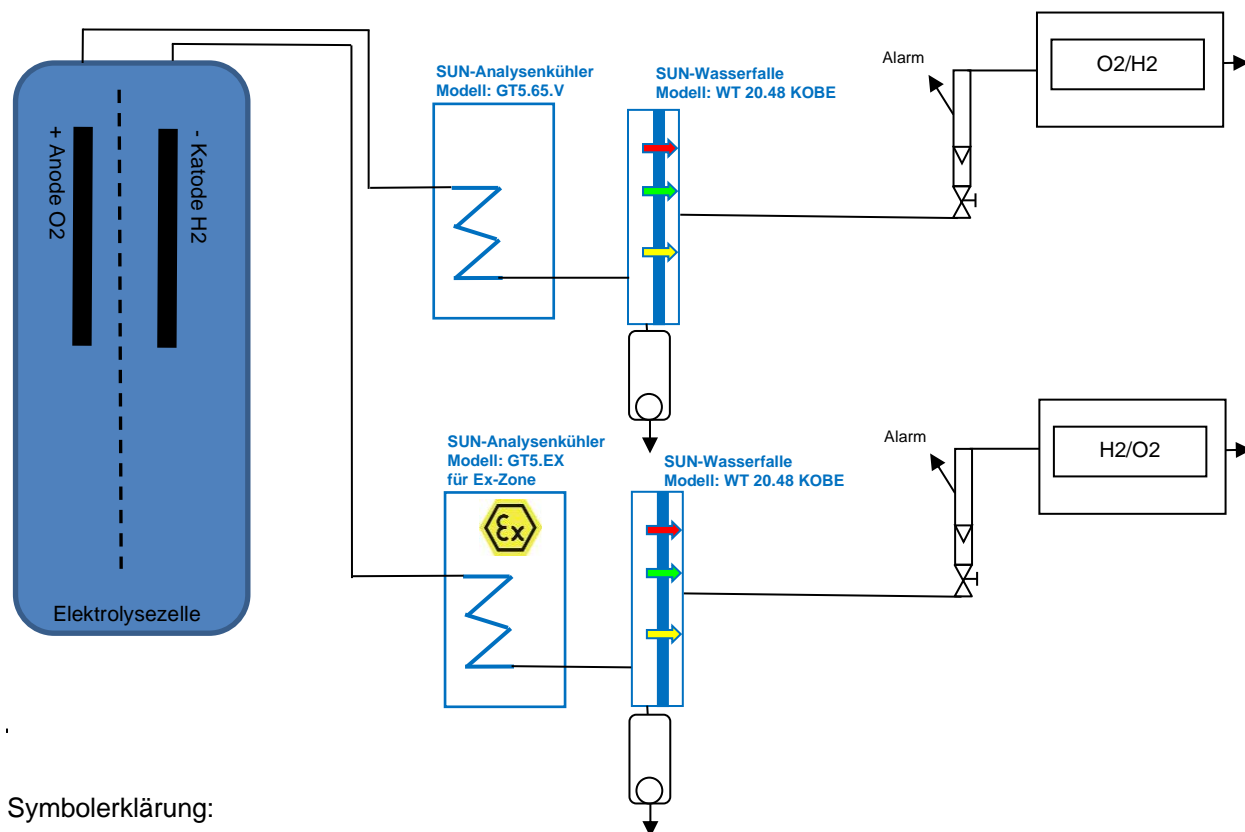 + Anode O2
- Katode H2
Elektrolysezelle
SUN-Analysenkühler
Modell: GT5.65.V
SUN-Wasserfalle
Modell: WT 20.48 KOBE
Alarm
O2/H2
SUN-Analysenkühler
Modell: GT5.EX
für Ex-Zone
Ex
SUN-Wasserfalle
Modell: WT 20.48 KOBE
Alarm
H2/O2
Symbolerklärung: